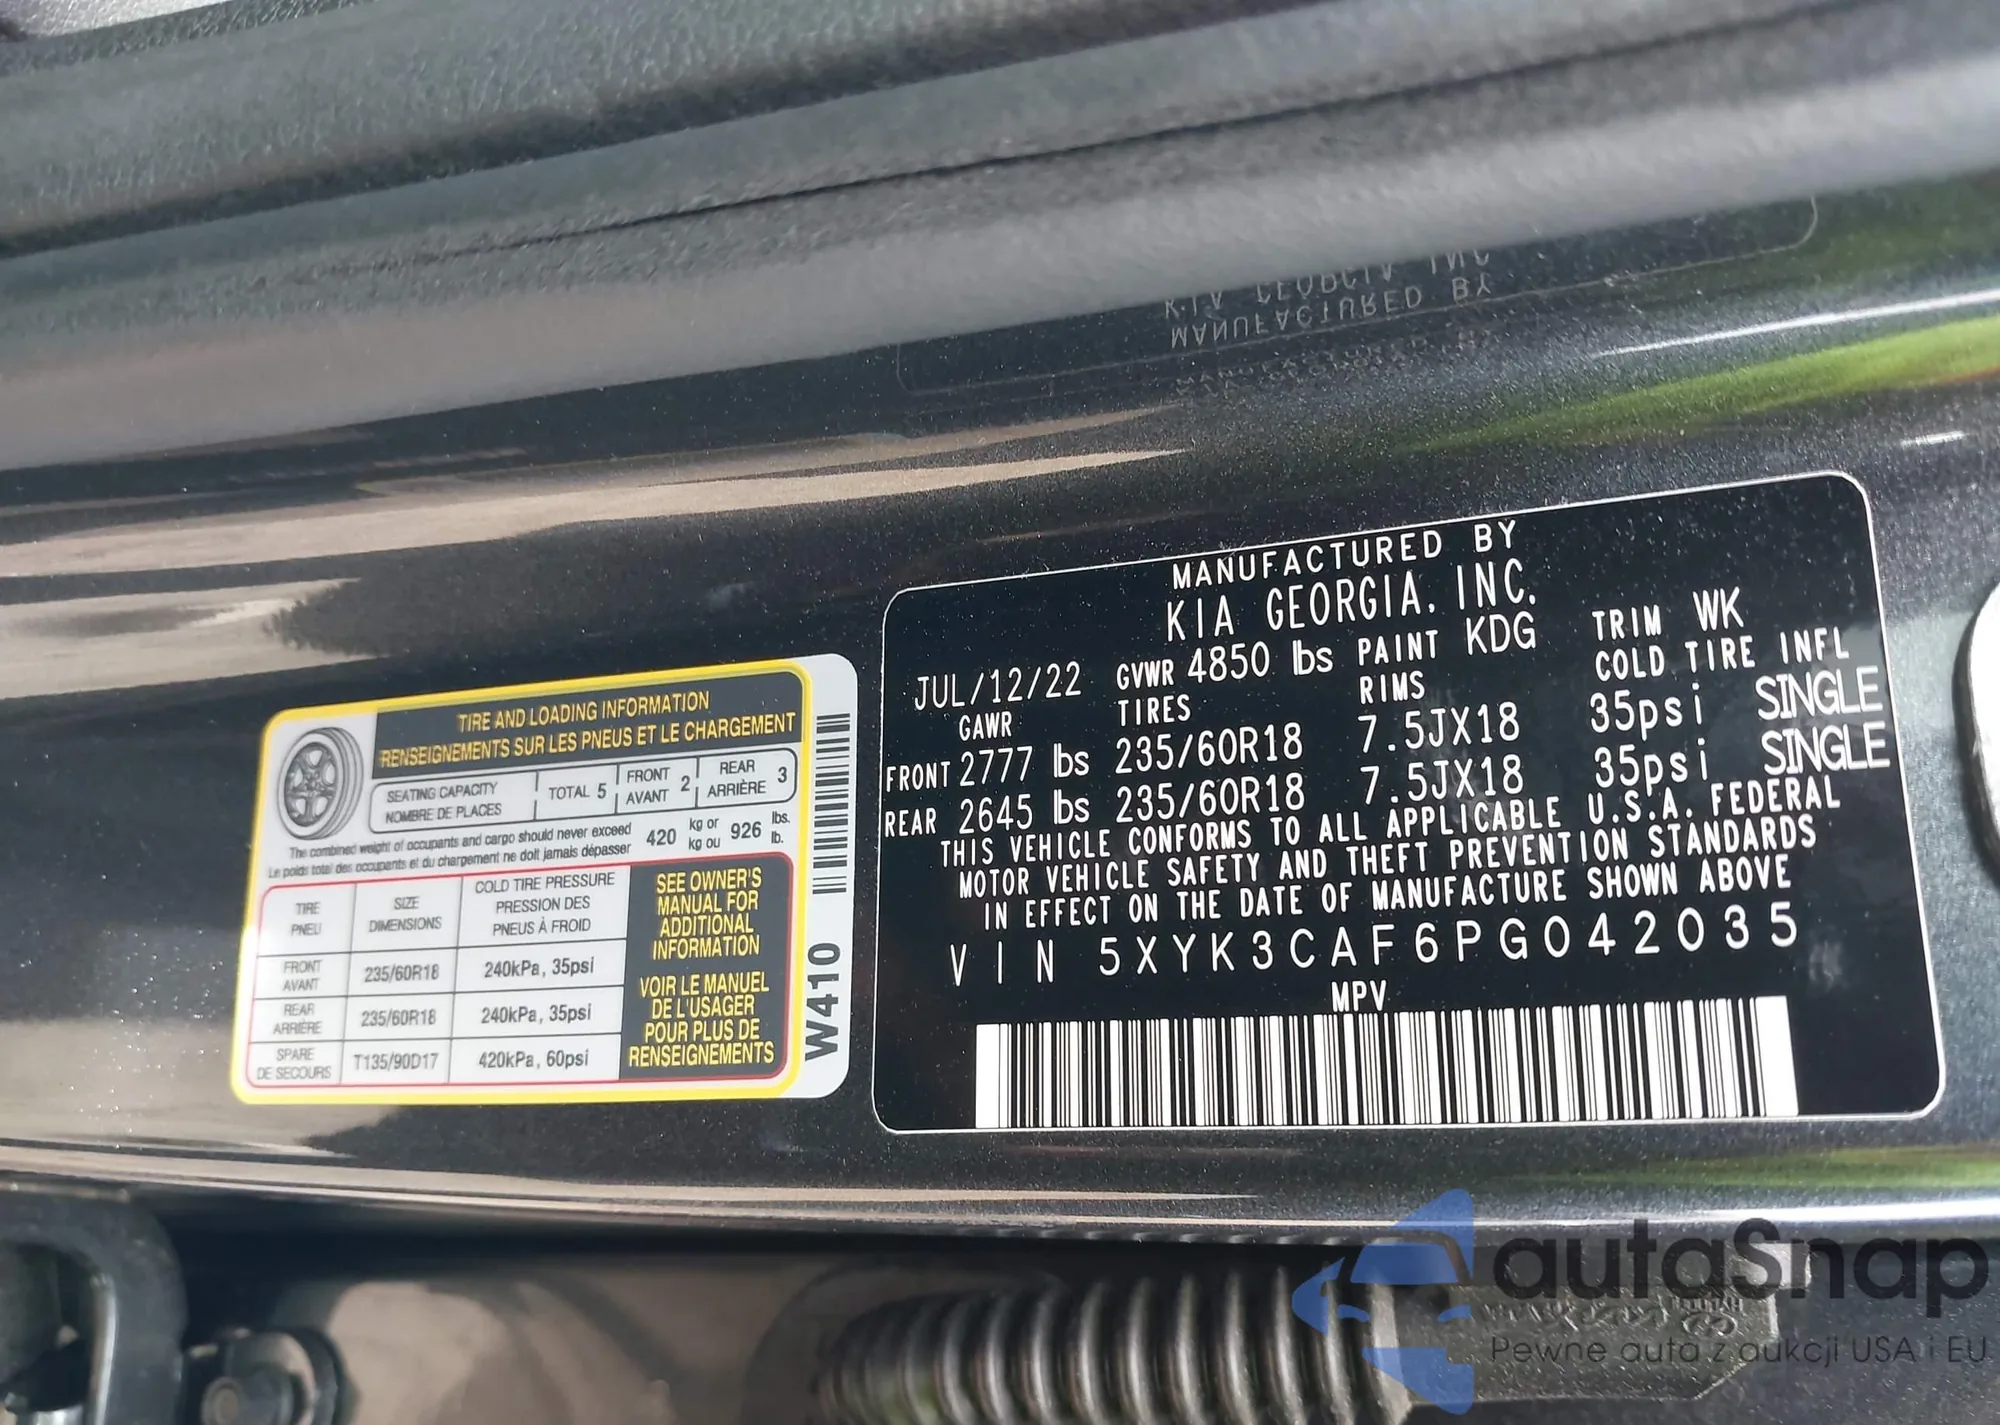 TIRE AND LOADING INFORMATION
RENSEIGNEMENTS SUR LES PNEUS ET LE CHARGEMENT
SEATING CAPACITY
NOMBRE DE PLACES
TOTAL 5
FRONT
AVANT
2
REAR
ARRIÈRE
3
The combined weight of occupants and cargo should never exceed
Le poids total des occupants et du chargement ne doit jamais dépasser
420
kg or
kg ou
926
lbs.
lb.
TIRE
PNEU
SIZE
DIMENSIONS
COLD TIRE PRESSURE
PRESSION DES
PNEUS À FROID
FRONT
AVANT
235/60R18
240kPa, 35psi
REAR
ARRIÈRE
235/60R18
240kPa, 35psi
SPARE
DE SECOURS
T135/90D17
420kPa, 60psi
SEE OWNER'S
MANUAL FOR
ADDITIONAL
INFORMATION
VOIR LE MANUEL
DE L'USAGER
POUR PLUS DE
RENSEIGNEMENTS
W410
MANUFACTURED BY
KIA GEORGIA, INC.
JUL/12/22 GVWR 4850 lbs PAINT KDG TRIM WK
GAWR TIRES RIMS COLD TIRE INFL
FRONT 2777 lbs 235/60R18 7.5JX18 35psi SINGLE
REAR 2645 lbs 235/60R18 7.5JX18 35psi SINGLE
THIS VEHICLE CONFORMS TO ALL APPLICABLE U.S.A. FEDERAL
MOTOR VEHICLE SAFETY AND THEFT PREVENTION STANDARDS
IN EFFECT ON THE DATE OF MANUFACTURE SHOWN ABOVE
VIN 5XYK3CAF6PG042035
MPV
autaSnap
Pewne auta z aukcji USA i EU